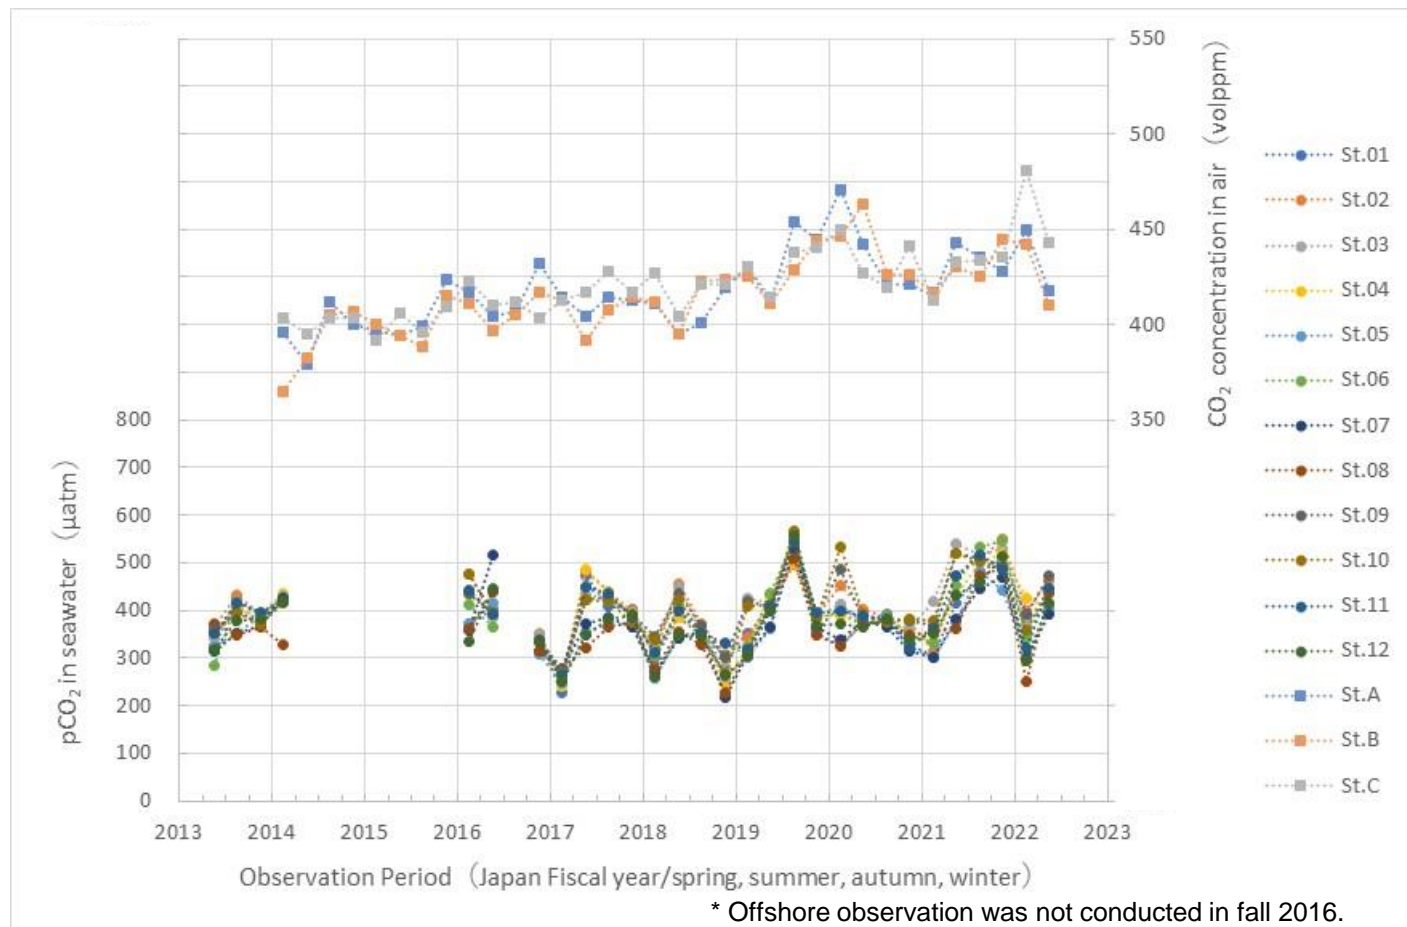 550
500
450
400
350
CO₂ concentration in air （volppm）
800
700
600
500
400
300
200
100
0
pCO₂ in seawater （μatm）
2013 2014 2015 2016 2017 2018 2019 2020 2021 2022 2023
Observation Period （Japan Fiscal year/spring, summer, autumn, winter）
* Offshore observation was not conducted in fall 2016.
St.01
St.02
St.03
St.04
St.05
St.06
St.07
St.08
St.09
St.10
St.11
St.12
St.A
St.B
St.C